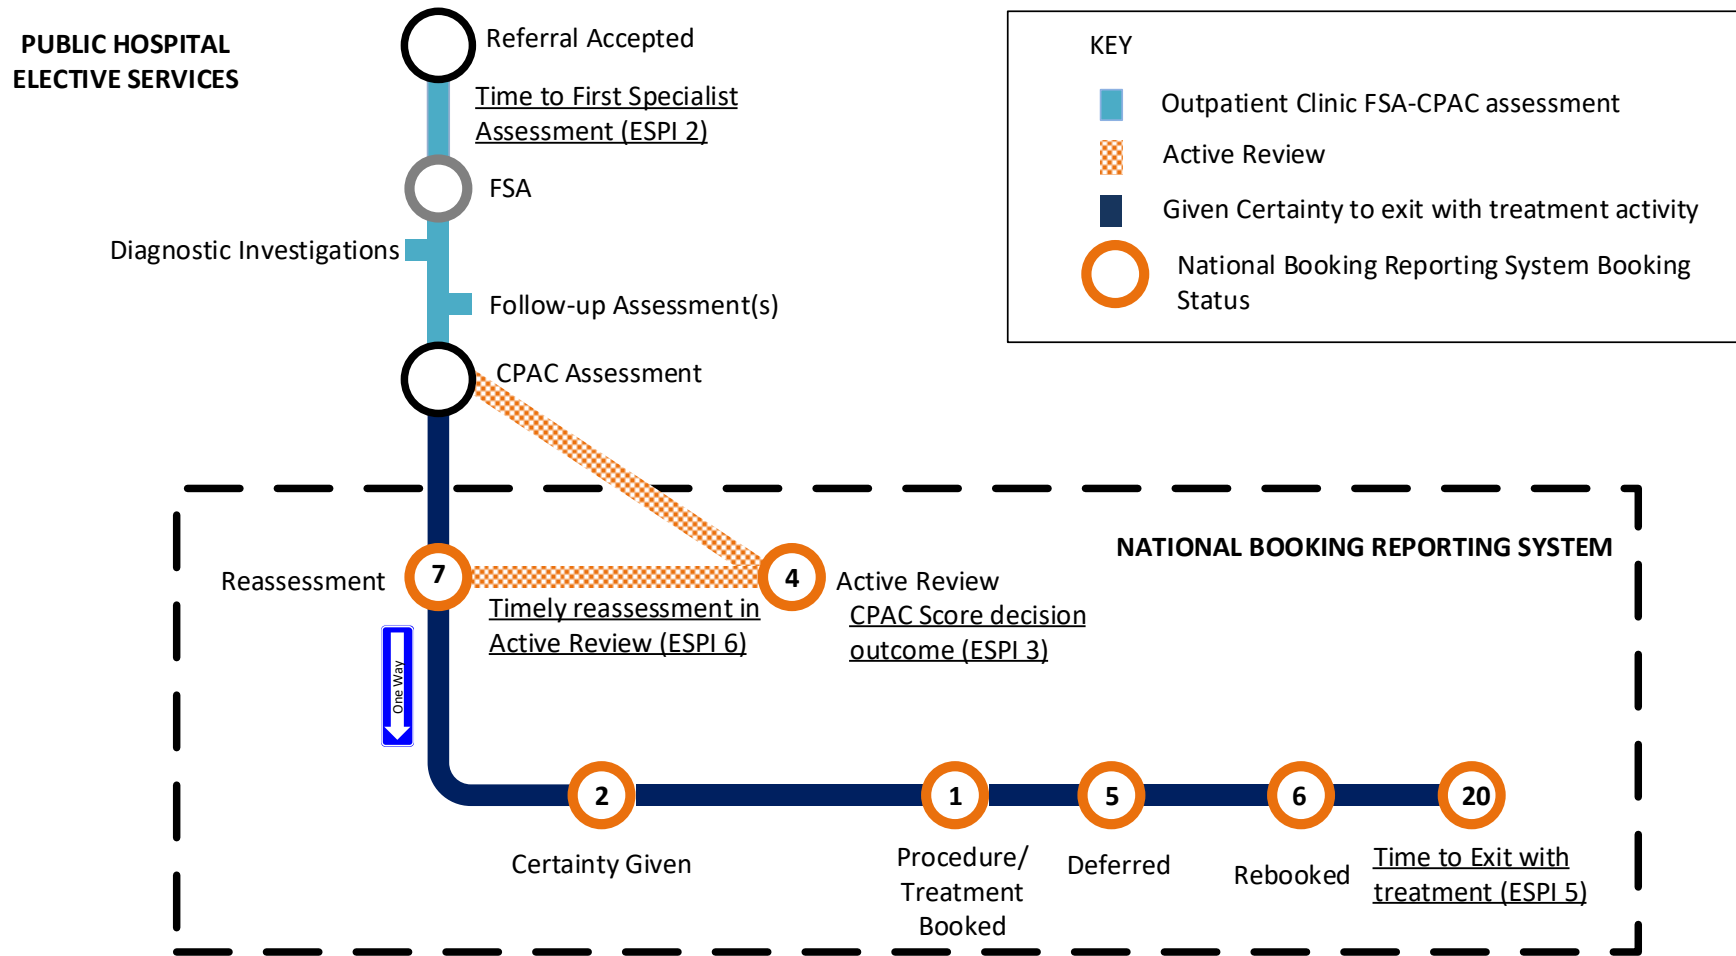 PUBLIC HOSPITAL
ELECTIVE SERVICES
Referral Accepted
Time to First Specialist
Assessment (ESPI 2)
FSA
Diagnostic Investigations
Follow-up Assessment(s)
CPAC Assessment
KEY
Outpatient Clinic FSA-CPAC assessment
Active Review
Given Certainty to exit with treatment activity
National Booking Reporting System Booking
Status
NATIONAL BOOKING REPORTING SYSTEM
Reassessment
7
4
Active Review
CPAC Score decision
outcome (ESPI 3)
Timely reassessment in
Active Review (ESPI 6)
One Way
2
1
5
6
20
Certainty Given
Procedure/
Treatment
Booked
Deferred
Rebooked
Time to Exit with
treatment (ESPI 5)